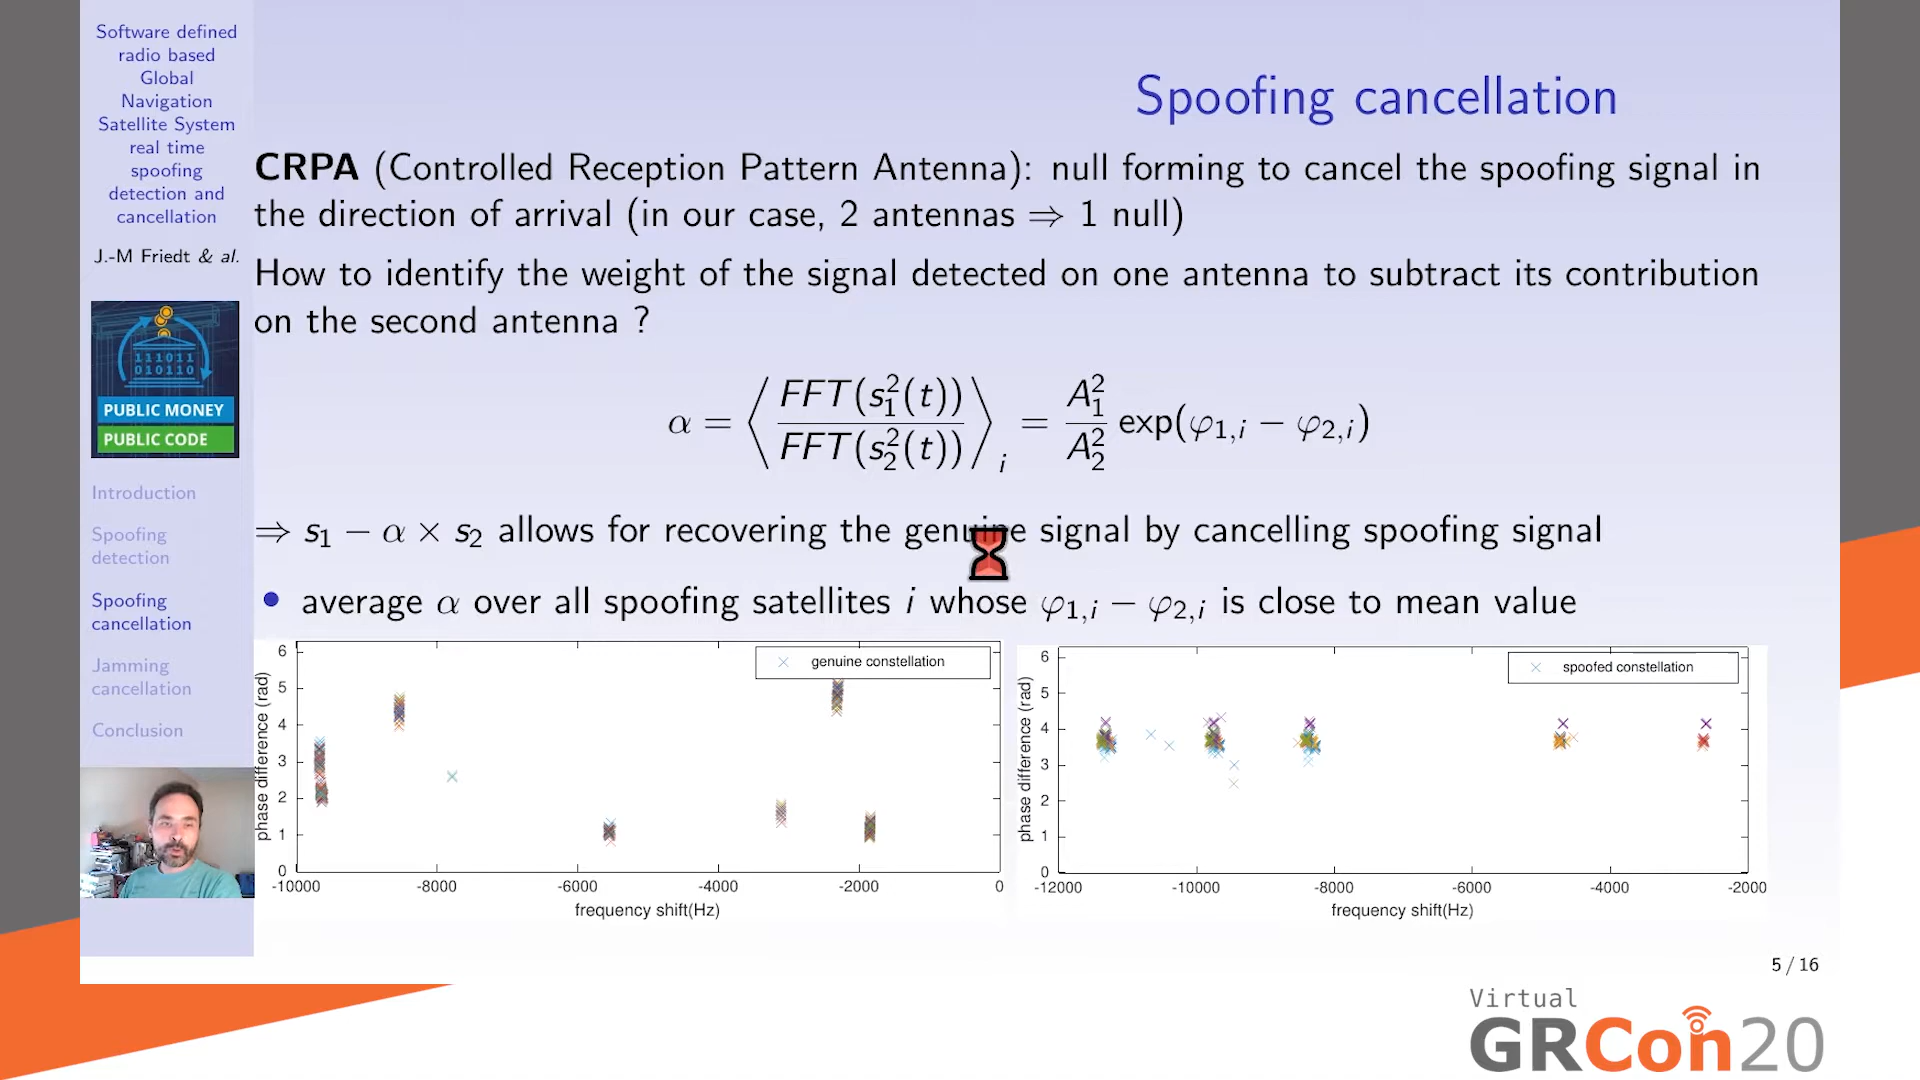 Software defined
radio based
Global
Navigation
Satellite System
real time
spoofing
detection and
cancellation
J.-M Friedt & al.
111011
010110
PUBLIC MONEY
PUBLIC CODE
Introduction
Spoofing
detection
Spoofing
cancellation
Jamming
cancellation
Conclusion
Spoofing cancellation
CRPA (Controlled Reception Pattern Antenna): null forming to cancel the spoofing signal in
the direction of arrival (in our case, 2 antennas ⇒ 1 null)
How to identify the weight of the signal detected on one antenna to subtract its contribution
on the second antenna ?
α = ⟨ FFT(s₁²(t)) / FFT(s₂²(t)) ⟩ᵢ = A₁² / A₂² exp(φ₁,ᵢ − φ₂,ᵢ)
⇒ s₁ − α × s₂ allows for recovering the genuine signal by cancelling spoofing signal
• average α over all spoofing satellites i whose φ₁,ᵢ − φ₂,ᵢ is close to mean value
genuine constellation
phase difference (rad)
6
5
4
3
2
1
0
-10000 -8000 -6000 -4000 -2000 0
frequency shift(Hz)
spoofed constellation
phase difference (rad)
6
5
4
3
2
1
0
-12000 -10000 -8000 -6000 -4000 -2000
frequency shift(Hz)
5 / 16
Virtual
GRCon20